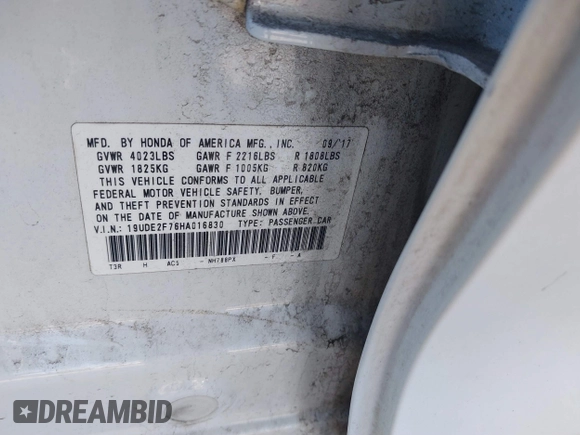 MFD. BY HONDA OF AMERICA MFG., INC. 09/'17
GVWR 4023LBS GAWR F 2216LBS R 1808LBS
GVWR 1825KG GAWR F 1005KG R 820KG
THIS VEHICLE CONFORMS TO ALL APPLICABLE
FEDERAL MOTOR VEHICLE SAFETY, BUMPER,
AND THEFT PREVENTION STANDARDS IN EFFECT
ON THE DATE OF MANUFACTURE SHOWN ABOVE.
V.I.N.: 19UDE2F76HA016830 TYPE: PASSENGER CAR
T3R H AC5 - NH788PX - F - A
DREAMBID